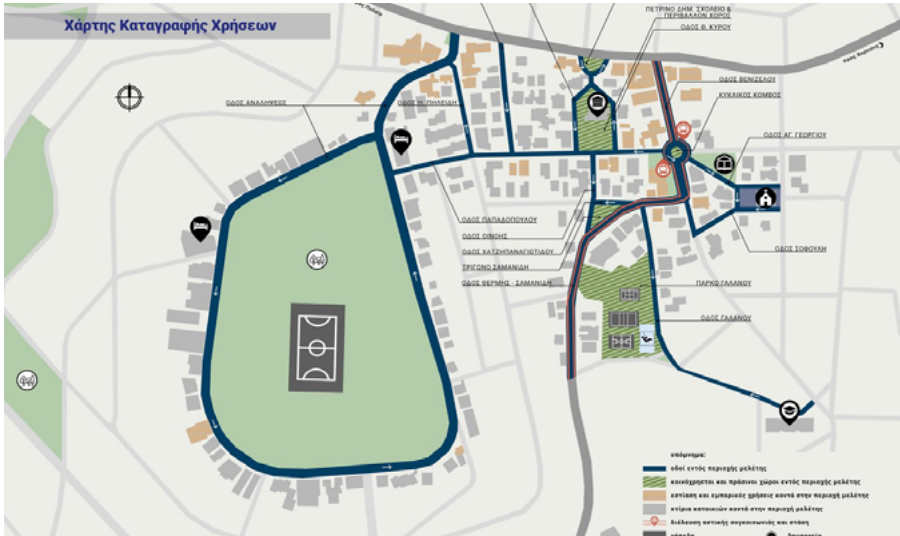 Χάρτης Καταγραφής Χρήσεων
ΠΕΤΡΙΝΟ ΔΗΜ. ΣΧΟΛΕΙΟ &
ΠΕΡΙΒΑΛΛΟΝ ΧΩΡΟΣ
ΟΔΟΣ Θ. ΚΥΡΟΥ
ΟΔΟΣ ΒΕΝΙΖΕΛΟΥ
ΚΥΚΛΙΚΟΣ ΚΟΜΒΟΣ
ΟΔΟΣ ΑΝΑΛΗΨΕΩΣ
ΟΔΟΣ Η. ΠΗΛΕΙΔΗ
ΟΔΟΣ ΑΓ. ΓΕΩΡΓΙΟΥ
ΟΔΟΣ ΠΑΠΑΔΟΠΟΥΛΟΥ
ΟΔΟΣ ΟΙΝΟΗΣ
ΟΔΟΣ ΧΑΤΖΗΠΑΝΑΓΙΩΤΙΔΟΥ
ΟΔΟΣ ΣΟΦΟΥΛΗ
ΤΡΙΓΩΝΟ ΣΑΜΑΝΙΔΗ
ΟΔΟΣ ΘΕΡΜΗΣ - ΣΑΜΑΝΙΔΗ
ΠΑΡΚΟ ΓΑΛΑΝΟΥ
ΟΔΟΣ ΓΑΛΑΝΟΥ
υπόμνημα:
οδοί εντός περιοχής μελέτης
κοινόχρηστοι και πράσινοι χώροι εντός περιοχής μελέτης
εστίαση και εμπορικές χρήσεις κοντά στην περιοχή μελέτης
κτίρια κατοικιών κοντά στην περιοχή μελέτης
διέλευση αστικής συγκοινωνίας και στάση